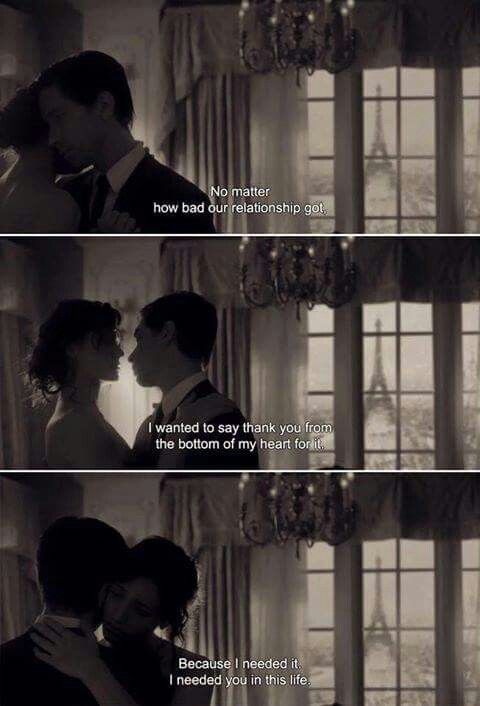 No matter
how bad our relationship got,
I wanted to say thank you from
the bottom of my heart for it.
Because I needed it.
I needed you in this life.